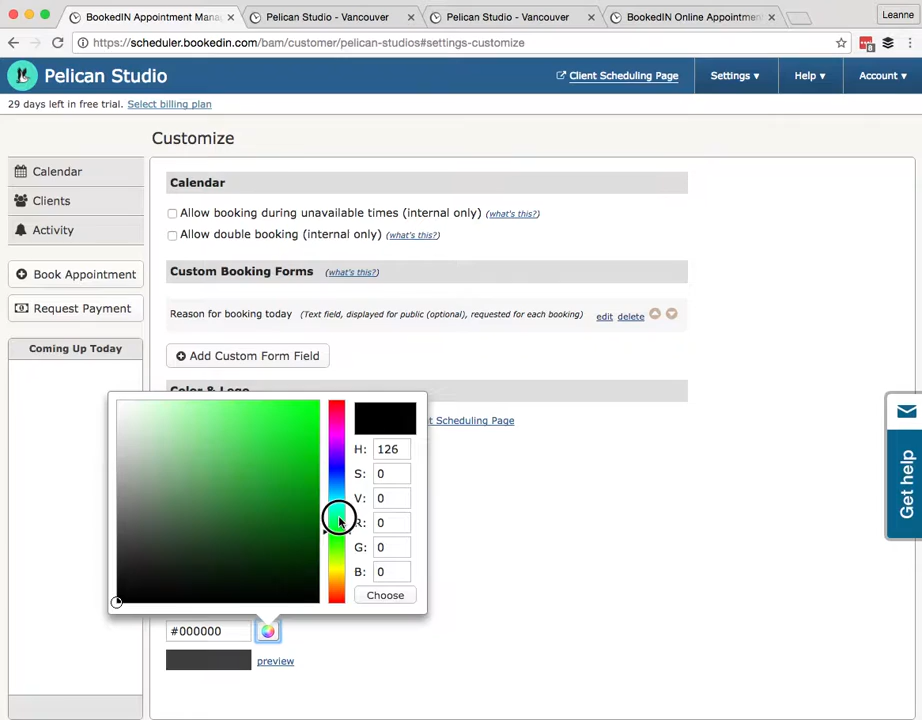 BookedIN Appointment Mana
Pelican Studio - Vancouver
Pelican Studio - Vancouver
BookedIN Online Appointmen
Leanne
https://scheduler.bookedin.com/bam/customer/pelican-studios#settings-customize
8
Pelican Studio
Client Scheduling Page
Settings ▾
Help ▾
Account ▾
29 days left in free trial. Select billing plan
Customize
Calendar
Clients
Activity
Book Appointment
Request Payment
Coming Up Today
Calendar
Allow booking during unavailable times (internal only) (what's this?)
Allow double booking (internal only) (what's this?)
Custom Booking Forms (what's this?)
Reason for booking today (Text field, displayed for public (optional), requested for each booking) edit delete
Add Custom Form Field
Color & Logo
t Scheduling Page
H: 126
S: 0
V: 0
R: 0
G: 0
B: 0
Choose
#000000
preview
Get help